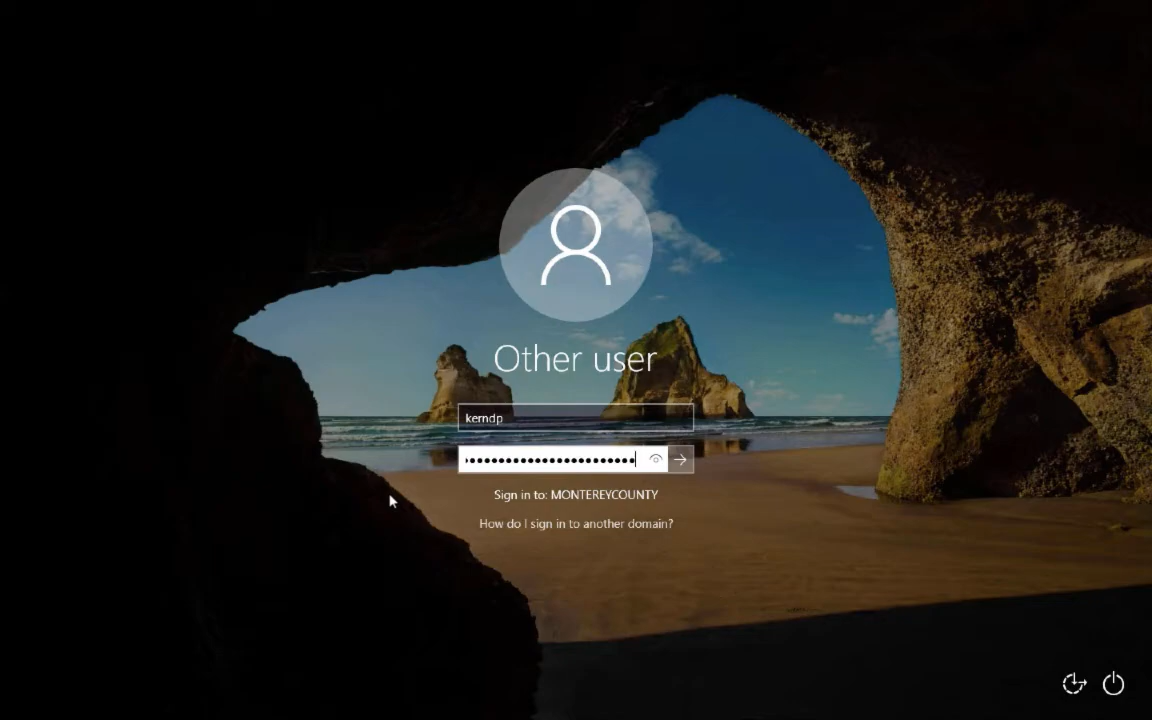 Other user
kerndp
Sign in to: MONTEREYCOUNTY
How do I sign in to another domain?